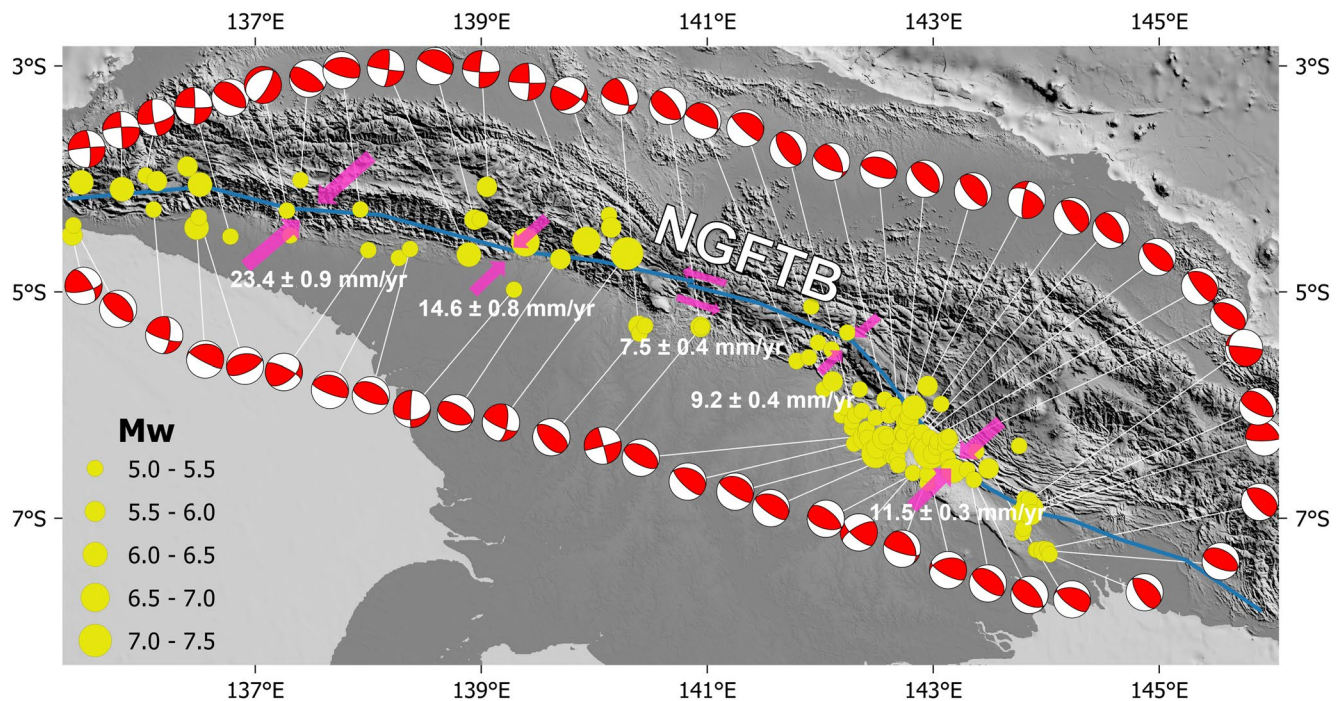 137°E 139°E 141°E 143°E 145°E
3°S 3°S
NGFTB
23.4 ± 0.9 mm/yr
5°S 5°S
14.6 ± 0.8 mm/yr
7.5 ± 0.4 mm/yr
9.2 ± 0.4 mm/yr
Mw
5.0 - 5.5
5.5 - 6.0
6.0 - 6.5
6.5 - 7.0
7.0 - 7.5
11.5 ± 0.3 mm/yr
7°S 7°S
137°E 139°E 141°E 143°E 145°E